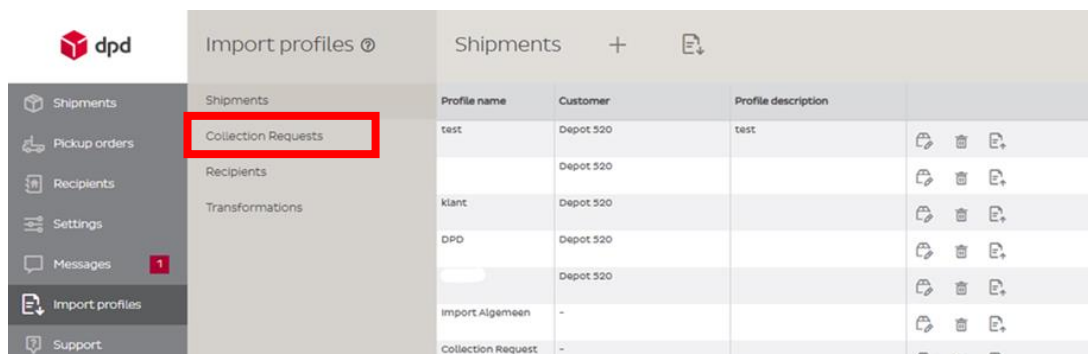 dpd
Import profiles
Shipments +
Shipments
Pickup orders
Recipients
Settings
Messages 1
Import profiles
Support
Shipments
Collection Requests
Recipients
Transformations
Profile name Customer Profile description
test Depot 520 test
Depot 520
klant Depot 520
DPD Depot 520
Depot 520
Import Algemeen -
Collection Request -